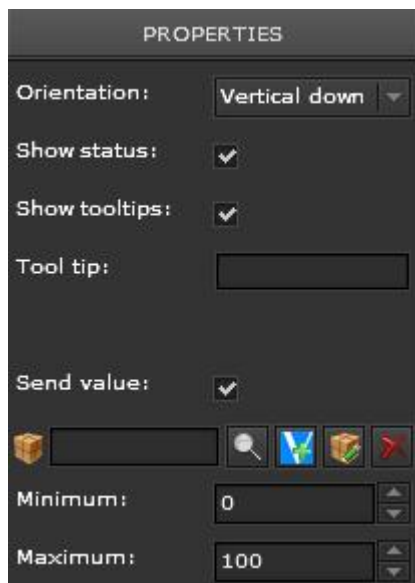 PROPERTIES
Orientation: Vertical down
Show status:
Show tooltips:
Tool tip:
Send value:
Minimum: 0
Maximum: 100